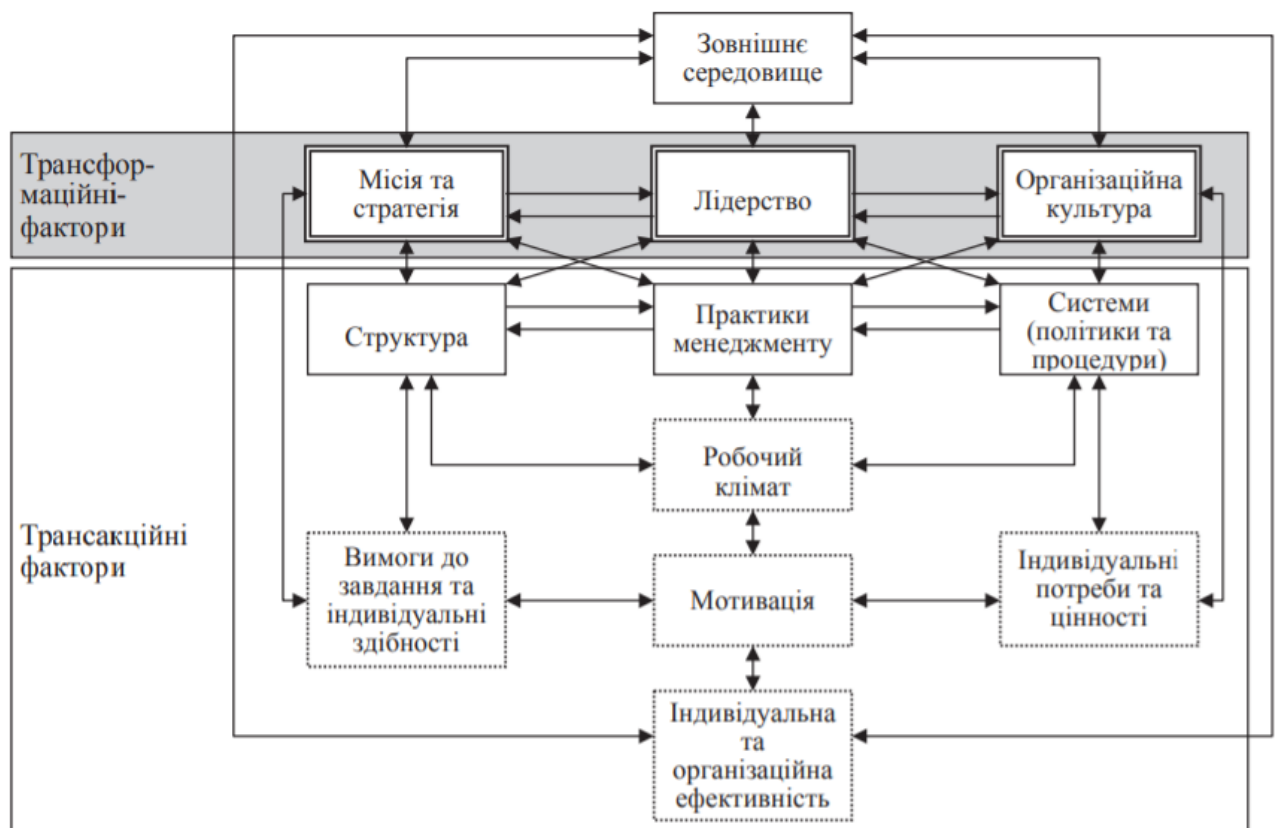 Зовнішнє
середовище
Трансфор-
маційні-
фактори
Місія та
стратегія
Лідерство
Організаційна
культура
Структура
Практики
менеджменту
Системи
(політики та
процедури)
Робочий
клімат
Трансакційні
фактори
Вимоги до
завдання та
індивідуальні
здібності
Мотивація
Індивідуальні
потреби та
цінності
Індивідуальна
та
організаційна
ефективність